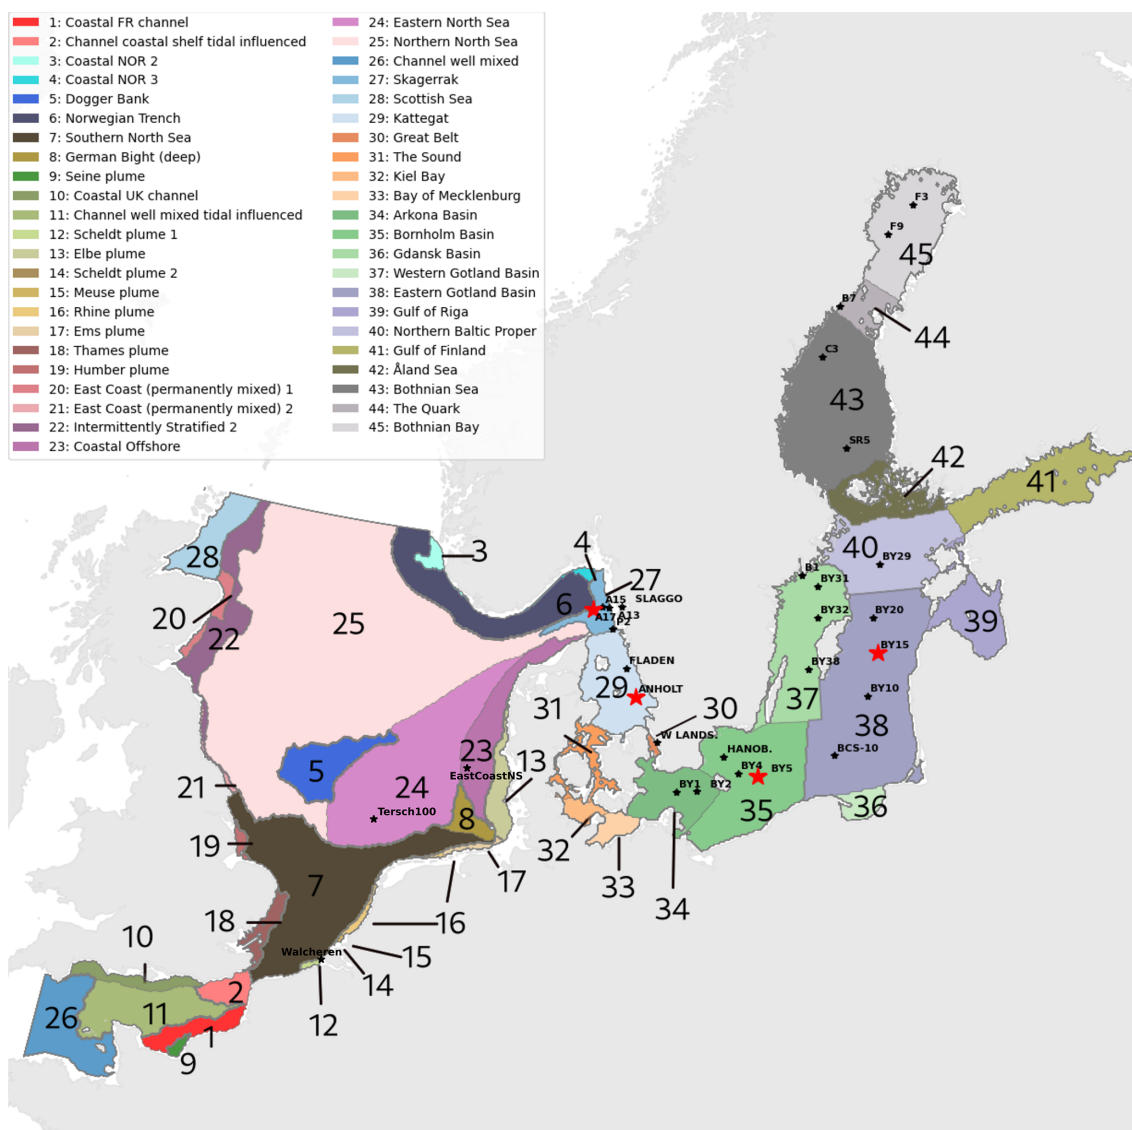 1: Coastal FR channel
2: Channel coastal shelf tidal influenced
3: Coastal NOR 2
4: Coastal NOR 3
5: Dogger Bank
6: Norwegian Trench
7: Southern North Sea
8: German Bight (deep)
9: Seine plume
10: Coastal UK channel
11: Channel well mixed tidal influenced
12: Scheldt plume 1
13: Elbe plume
14: Scheldt plume 2
15: Meuse plume
16: Rhine plume
17: Ems plume
18: Thames plume
19: Humber plume
20: East Coast (permanently mixed) 1
21: East Coast (permanently mixed) 2
22: Intermittently Stratified 2
23: Coastal Offshore
24: Eastern North Sea
25: Northern North Sea
26: Channel well mixed
27: Skagerrak
28: Scottish Sea
29: Kattegat
30: Great Belt
31: The Sound
32: Kiel Bay
33: Bay of Mecklenburg
34: Arkona Basin
35: Bornholm Basin
36: Gdansk Basin
37: Western Gotland Basin
38: Eastern Gotland Basin
39: Gulf of Riga
40: Northern Baltic Proper
41: Gulf of Finland
42: Åland Sea
43: Bothnian Sea
44: The Quark
45: Bothnian Bay
F3
F9
45
B7
44
C3
43
SR5
42
41
28
3
4
40
BY29
27
B1
BY31
20
6
A15
SLAGGO
A17
A13
P2
25
22
BY32
BY20
39
BY15
FLADEN
BY38
29
ANHOLT
BY10
37
31
30
38
W LANDS.
23
HANOB.
BCS-10
5
EastCoastNS
13
BY4
BY5
21
24
BY1
BY2
35
36
Tersch100
8
19
32
17
33
7
34
18
16
10
Walcheren
15
14
2
26
11
12
1
9